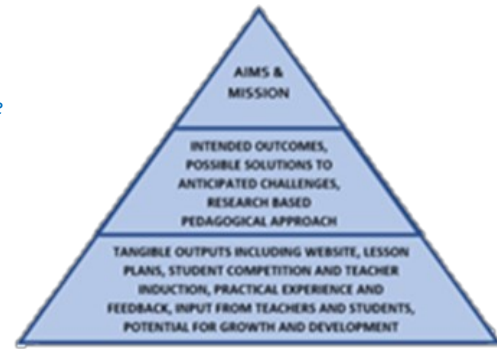 AIMS &
MISSION
INTENDED OUTCOMES,
POSSIBLE SOLUTIONS TO
ANTICIPATED CHALLENGES,
RESEARCH BASED
PEDAGOGICAL APPROACH
TANGIBLE OUTPUTS INCLUDING WEBSITE, LESSON
PLANS, STUDENT COMPETITION AND TEACHER
INDUCTION, PRACTICAL EXPERIENCE AND
FEEDBACK, INPUT FROM TEACHERS AND STUDENTS,
POTENTIAL FOR GROWTH AND DEVELOPMENT